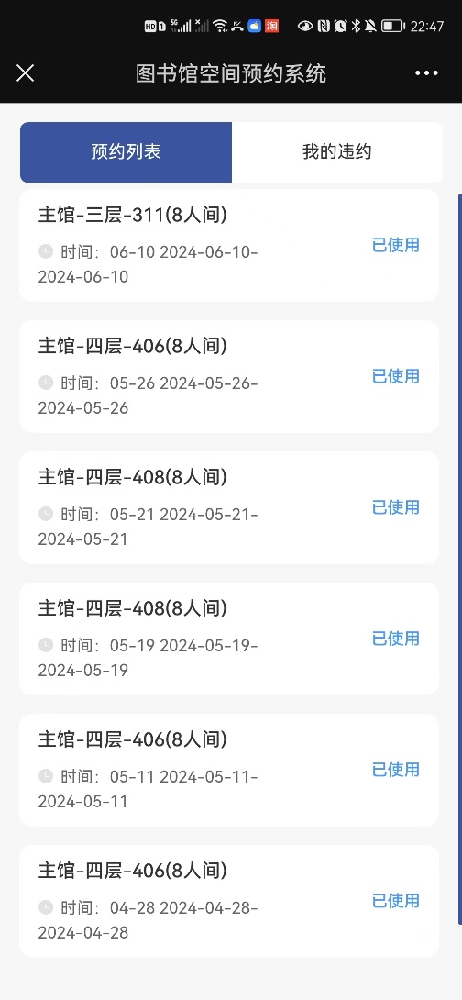 22:47
图书馆空间预约系统
预约列表
我的违约
主馆-三层-311(8人间)
时间：06-10 2024-06-10-
2024-06-10
已使用
主馆-四层-406(8人间)
时间：05-26 2024-05-26-
2024-05-26
已使用
主馆-四层-408(8人间)
时间：05-21 2024-05-21-
2024-05-21
已使用
主馆-四层-408(8人间)
时间：05-19 2024-05-19-
2024-05-19
已使用
主馆-四层-406(8人间)
时间：05-11 2024-05-11-
2024-05-11
已使用
主馆-四层-406(8人间)
时间：04-28 2024-04-28-
2024-04-28
已使用